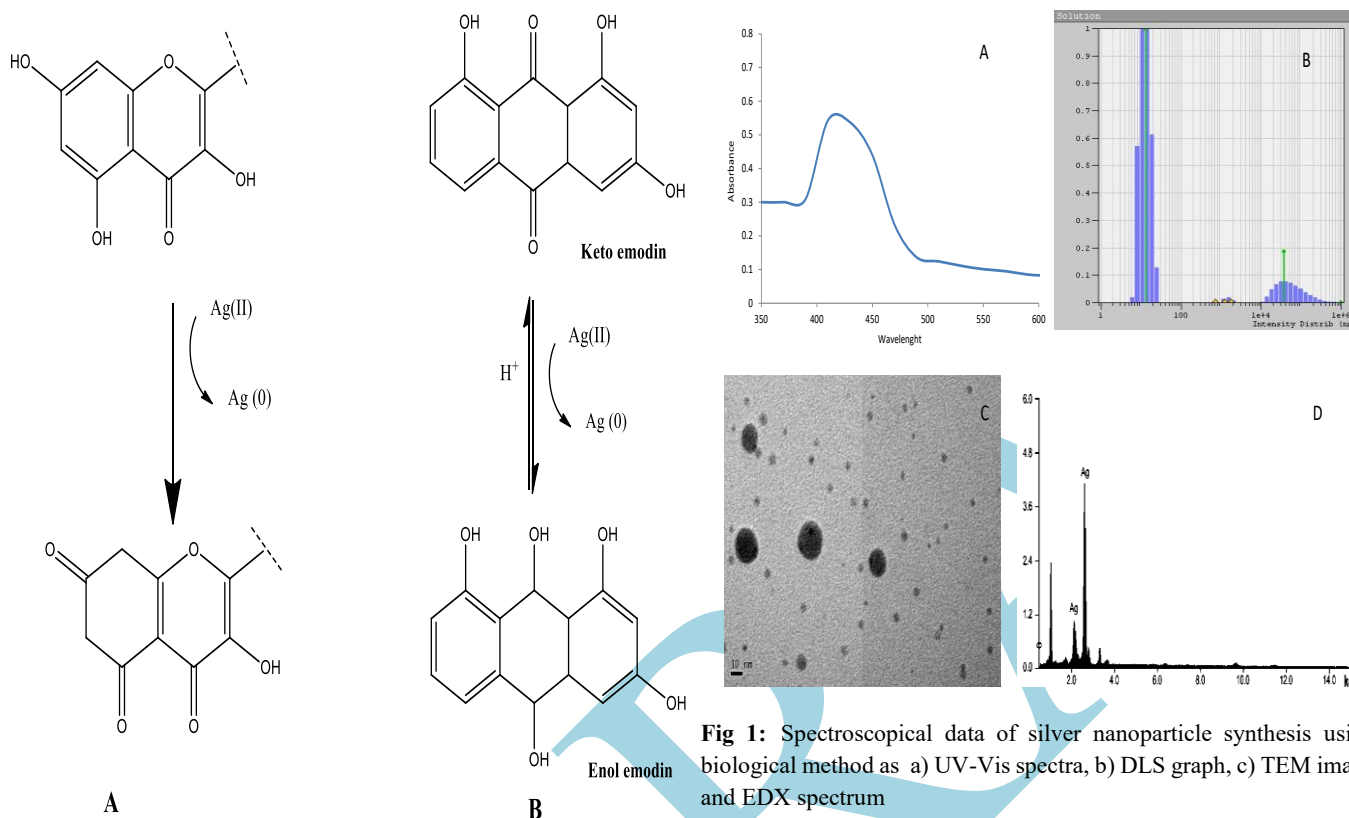 HO
O
OH
OH
O
Ag(II)
Ag (0)
O
O
OH
O
O
A
OH
O
OH
OH
O
Keto emodin
H+
Ag(II)
Ag (0)
OH
OH
OH
OH
OH
Enol emodin
B
A
0.8
0.7
0.6
0.5
0.4
0.3
0.2
0.1
0
Absorbance
350
400
450
500
550
600
Wavelenght
Solution
B
1
0.9
0.8
0.7
0.6
0.5
0.4
0.3
0.2
0.1
0
1
100
1e+4
1e+6
Intensity Distrib
C
10 nm
D
6.0
4.8
3.6
2.4
1.2
0.0
Ag
Ag
2.0
4.0
6.0
8.0
10.0
12.0
14.0
Fig 1: Spectroscopical data of silver nanoparticle synthesis usi
biological method as a) UV-Vis spectra, b) DLS graph, c) TEM ima
and EDX spectrum